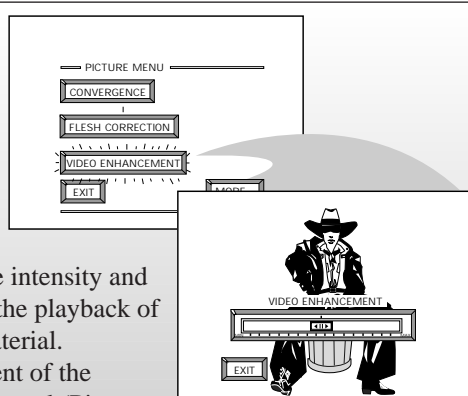 PICTURE MENU
CONVERGENCE
FLESH CORRECTION
VIDEO ENHANCEMENT
EXIT
MODE
intensity and
the playback of
VIDEO ENHANCEMENT
ent of the
EXIT